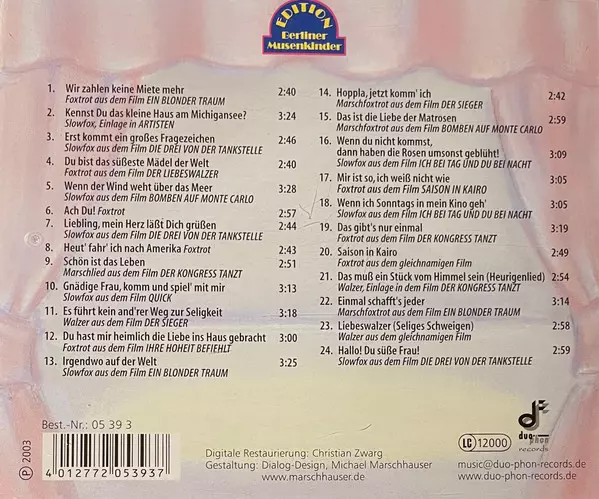 EDITION
Berliner
Musenkinder
1. Wir zahlen keine Miete mehr 2:40
Foxtrot aus dem Film EIN BLONDER TRAUM
2. Kennst Du das kleine Haus am Michigansee? 3:24
Slowfox, Einlage in ARTISTEN
3. Erst kommt ein großes Fragezeichen 2:46
Slowfox aus dem Film DIE DREI VON DER TANKSTELLE
4. Du bist das süßeste Mädel der Welt 2:40
Foxtrot aus dem Film DER LIEBESWALZER
5. Wenn der Wind weht über das Meer 3:28
Slowfox aus dem Film BOMBEN AUF MONTE CARLO
6. Ach Du! Foxtrot 2:57
7. Liebling, mein Herz läßt Dich grüßen 2:44
Slowfox aus dem Film DIE DREI VON DER TANKSTELLE
8. Heut' fahr' ich nach Amerika Foxtrot 2:43
9. Schön ist das Leben 2:51
Marschlied aus dem Film DER KONGRESS TANZT
10. Gnädige Frau, komm und spiel' mit mir 3:13
Slowfox aus dem Film QUICK
11. Es führt kein and'rer Weg zur Seligkeit 3:18
Walzer aus dem Film DER SIEGER
12. Du hast mir heimlich die Liebe ins Haus gebracht 3:00
Foxtrot aus dem Film IHRE HOHEIT BEFIEHLT
13. Irgendwo auf der Welt 3:25
Slowfox aus dem Film EIN BLONDER TRAUM
14. Hoppla, jetzt komm' ich 2:42
Marschfoxtrot aus dem Film DER SIEGER
15. Das ist die Liebe der Matrosen 2:59
Marschfoxtrot aus dem Film BOMBEN AUF MONTE CARLO
16. Wenn du nicht kommst,
dann haben die Rosen umsonst geblüht! 3:09
Slowfox aus dem Film ICH BEI TAG UND DU BEI NACHT
17. Mir ist so, ich weiß nicht wie 3:05
Foxtrot aus dem Film SAISON IN KAIRO
18. Wenn ich Sonntags in mein Kino geh' 3:05
Slowfox aus dem Film ICH BEI TAG UND DU BEI NACHT
19. Das gibt's nur einmal 3:19
Foxtrot aus dem Film DER KONGRESS TANZT
20. Saison in Kairo 2:49
Foxtrot aus dem gleichnamigen Film
21. Das muß ein Stück vom Himmel sein (Heurigenlied) 2:54
Walzer, Einlage in dem Film DER KONGRESS TANZT
22. Einmal schafft's jeder 3:14
Marschfoxtrot aus dem Film EIN BLONDER TRAUM
23. Liebeswalzer (Seliges Schweigen) 2:58
Walzer aus dem gleichnamigen Film
24. Hallo! Du süße Frau! 2:59
Slowfox aus dem Film DIE DREI VON DER TANKSTELLE
Best.-Nr.: 05 39 3
4 012772 053937
℗ 2003
Digitale Restaurierung: Christian Zwarg
Gestaltung: Dialog-Design, Michael Marschhauser
www.marschhauser.de
LC 12000
duo-phon
records
music@duo-phon-records.de
www.duo-phon-records.de